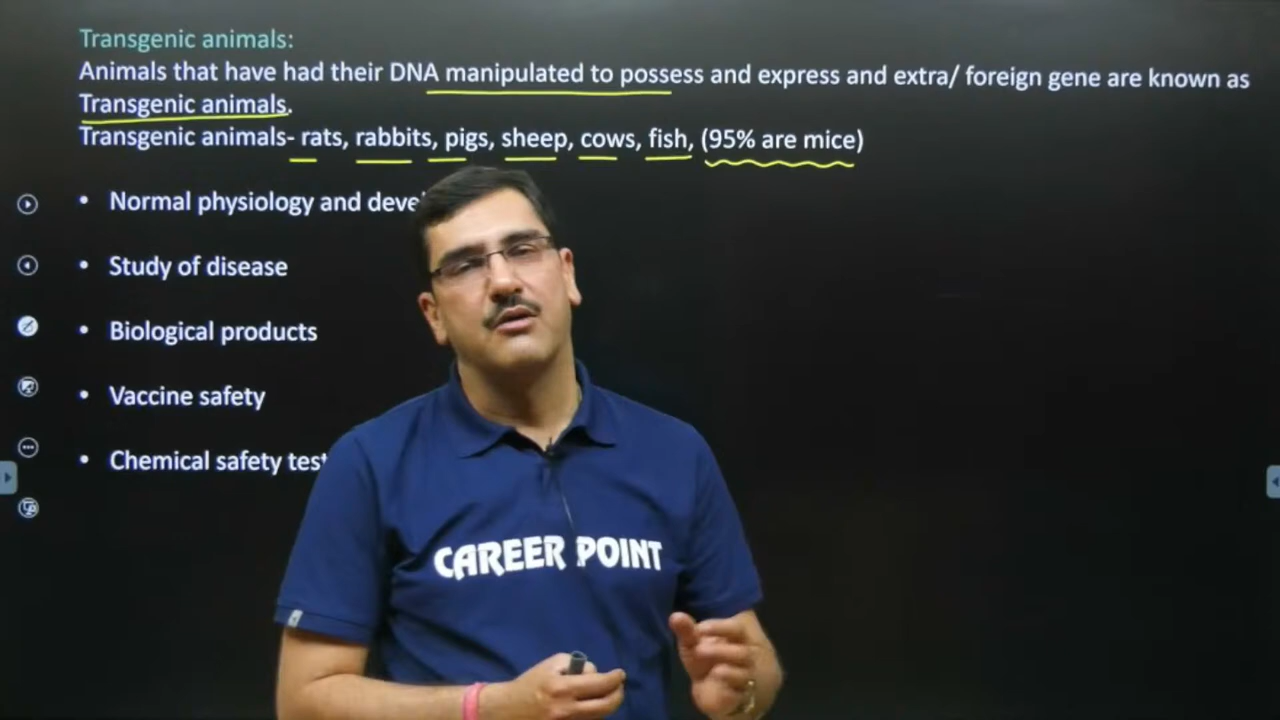 Transgenic animals:
Animals that have had their DNA manipulated to possess and express and extra/ foreign gene are known as
Transgenic animals.
Transgenic animals- rats, rabbits, pigs, sheep, cows, fish, (95% are mice)
• Normal physiology and deve
• Study of disease
• Biological products
• Vaccine safety
• Chemical safety test
CAREER POINT